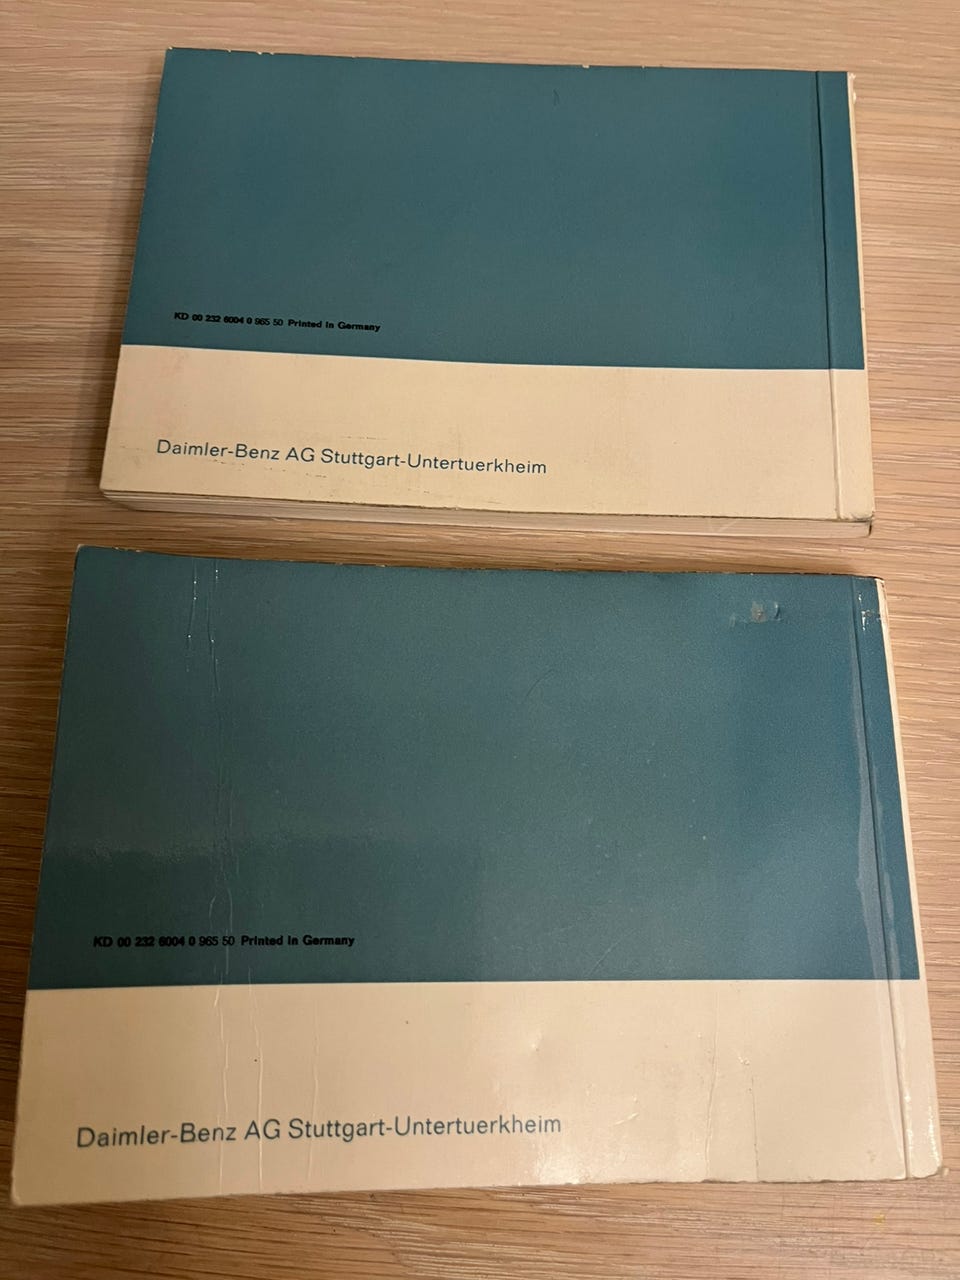 KD 00 232 6004 0 965 50 Printed in Germany
Daimler-Benz AG Stuttgart-Untertuerkheim
KD 00 232 6004 0 965 50 Printed in Germany
Daimler-Benz AG Stuttgart-Untertuerkheim